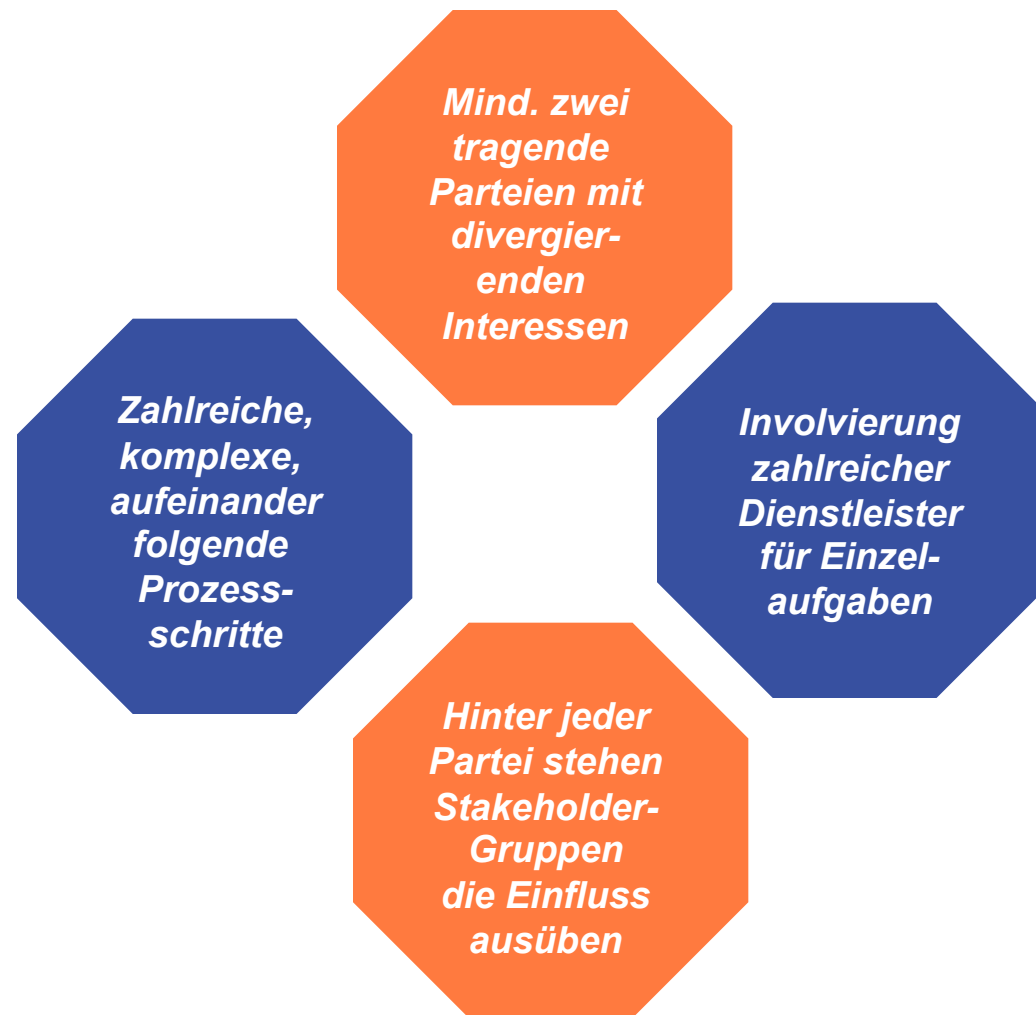 Mind. zwei
tragende
Parteien mit
divergier-
enden
Interessen
Zahlreiche,
komplexe,
aufeinander
folgende
Prozess-
schritte
Involvierung
zahlreicher
Dienstleister
für Einzel-
aufgaben
Hinter jeder
Partei stehen
Stakeholder-
Gruppen
die Einfluss
ausüben